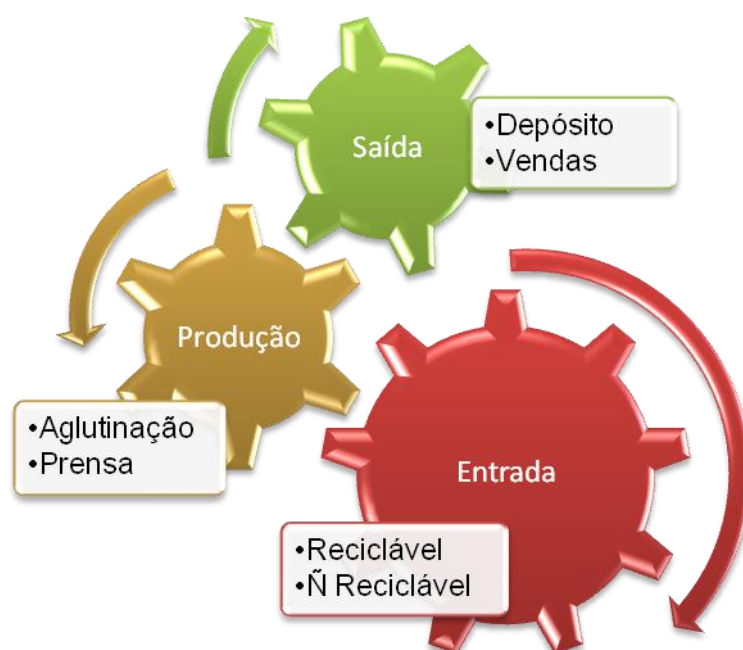 Saída
•Depósito
•Vendas
Produção
•Aglutinação
•Prensa
Entrada
•Reciclável
•Ñ Reciclável